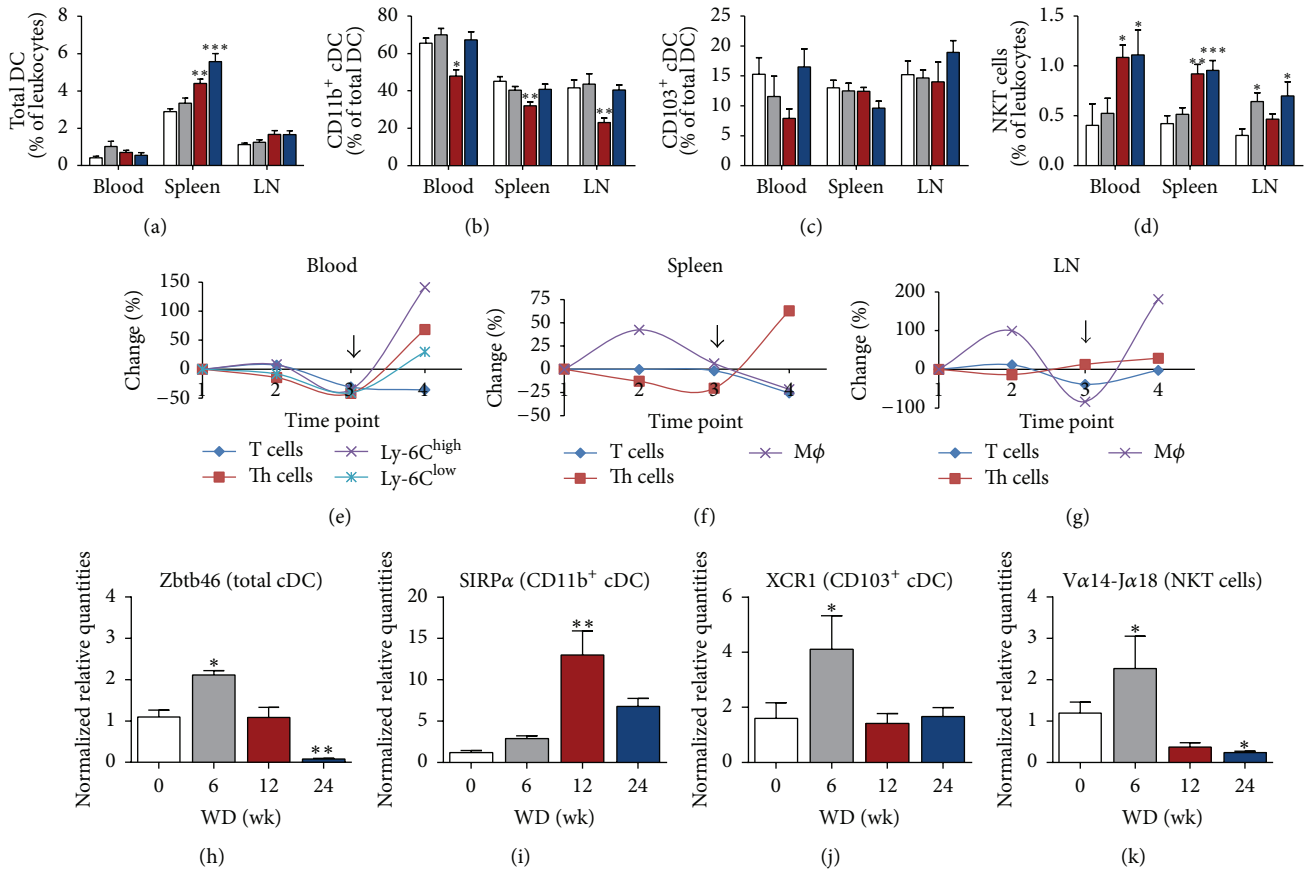 Total DC
(% of leukocytes)
8
6
4
2
0
** ***
Blood Spleen LN
(a)
CD11b+ cDC
(% of total DC)
80
60
40
20
0
* ** **
Blood Spleen LN
(b)
CD103+ cDC
(% of total DC)
25
20
15
10
5
0
Blood Spleen LN
(c)
NKT cells
(% of leukocytes)
1.5
1.0
0.5
0.0
* * ** *** * *
Blood Spleen LN
(d)
Blood
Change (%)
150
100
50
0
−50
1 2 3 4
Time point
T cells Ly-6Chigh
Th cells Ly-6Clow
(e)
Spleen
Change (%)
75
50
25
0
−25
−50
1 2 3 4
Time point
T cells Mϕ
Th cells
(f)
LN
Change (%)
200
100
0
−100
1 2 3 4
Time point
T cells Mϕ
Th cells
(g)
Zbtb46 (total cDC)
Normalized relative quantities
4
3
2
1
0
* **
0 6 12 24
WD (wk)
(h)
SIRPα (CD11b+ cDC)
Normalized relative quantities
20
15
10
5
0
**
0 6 12 24
WD (wk)
(i)
XCR1 (CD103+ cDC)
Normalized relative quantities
6
4
2
0
*
0 6 12 24
WD (wk)
(j)
Vα14-Jα18 (NKT cells)
Normalized relative quantities
4
3
2
1
0
* *
0 6 12 24
WD (wk)
(k)